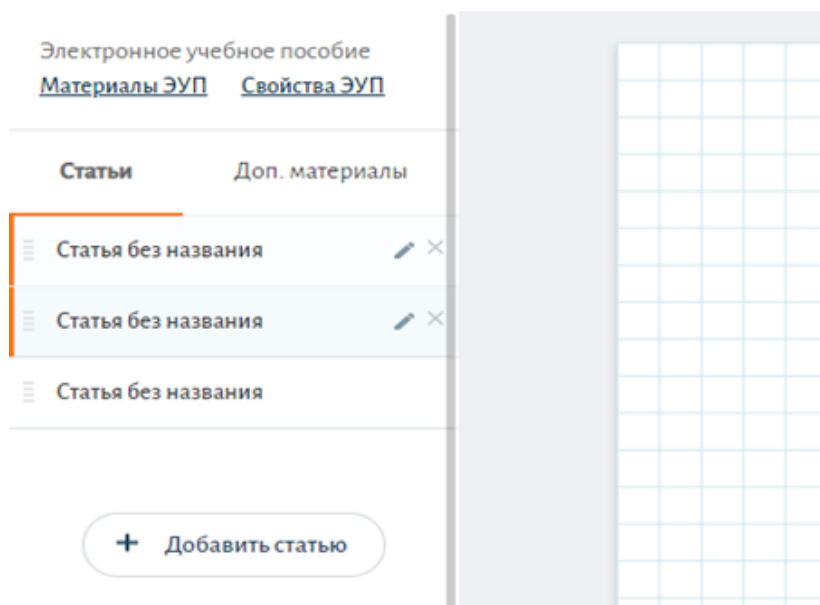 Электронное учебное пособие
Материалы ЭУП Свойства ЭУП
Статьи Доп. материалы
Статья без названия
Статья без названия
Статья без названия
+ Добавить статью